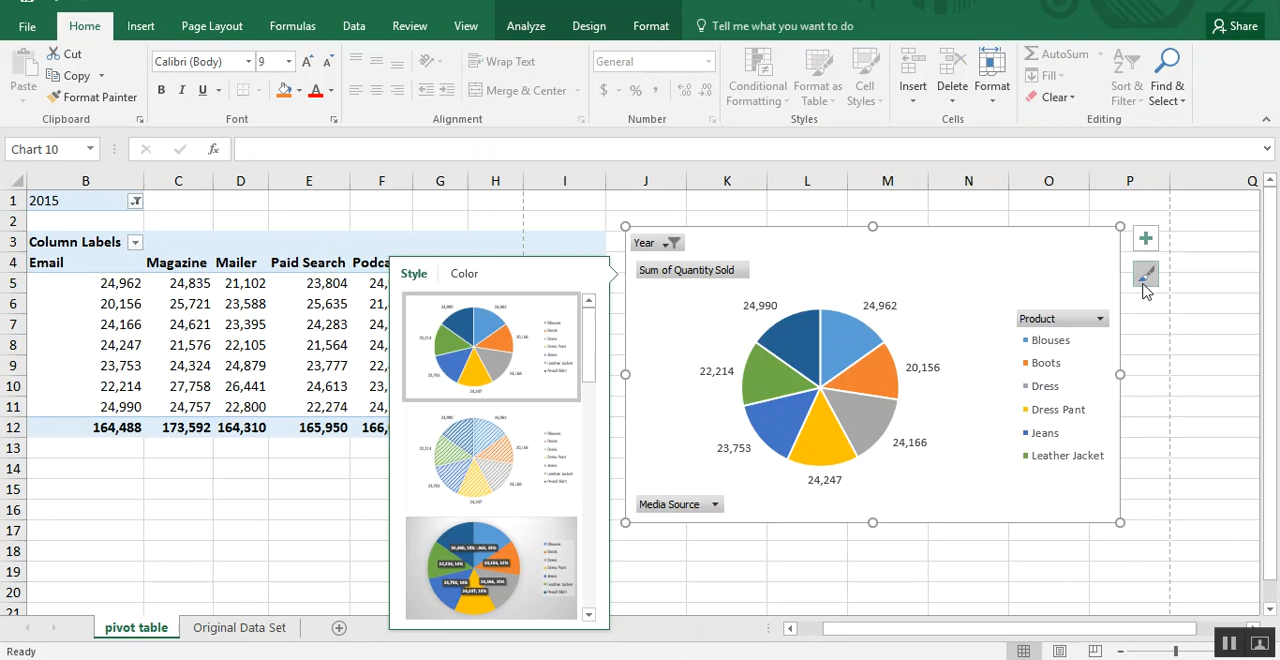 File Home Insert Page Layout Formulas Data Review View Analyze Design Format Tell me what you want to do Share
Paste Cut Copy Format Painter Clipboard
Calibri (Body) 9 B I U A Font
Wrap Text Merge & Center Alignment
General $ % , Number
Conditional Formatting Format as Table Cell Styles Styles
Insert Delete Format Cells
AutoSum Fill Clear Sort & Filter Find & Select Editing
Chart 10 fx
B C D E F G H I J K L M N O P Q
1 2015
2
3 Column Labels
4 Email Magazine Mailer Paid Search Podca
5 24,962 24,835 21,102 23,804 24,
6 20,156 25,721 23,588 25,635 24,
7 24,166 24,621 23,395 24,283 24,
8 24,247 21,576 22,105 21,564 24,
9 23,753 24,324 24,879 23,777 22,
10 22,214 27,758 26,441 24,613 23,
11 24,990 24,757 22,800 22,274 24,
12 164,488 173,592 164,310 165,950 166,
13
14
15
16
17
18
19
20
21
Style Color
Year
Sum of Quantity Sold
24,990 24,962
20,156
22,214
24,166
23,753
24,247
Product
Blouses
Boots
Dress
Dress Pant
Jeans
Leather Jacket
Media Source
pivot table Original Data Set
Ready